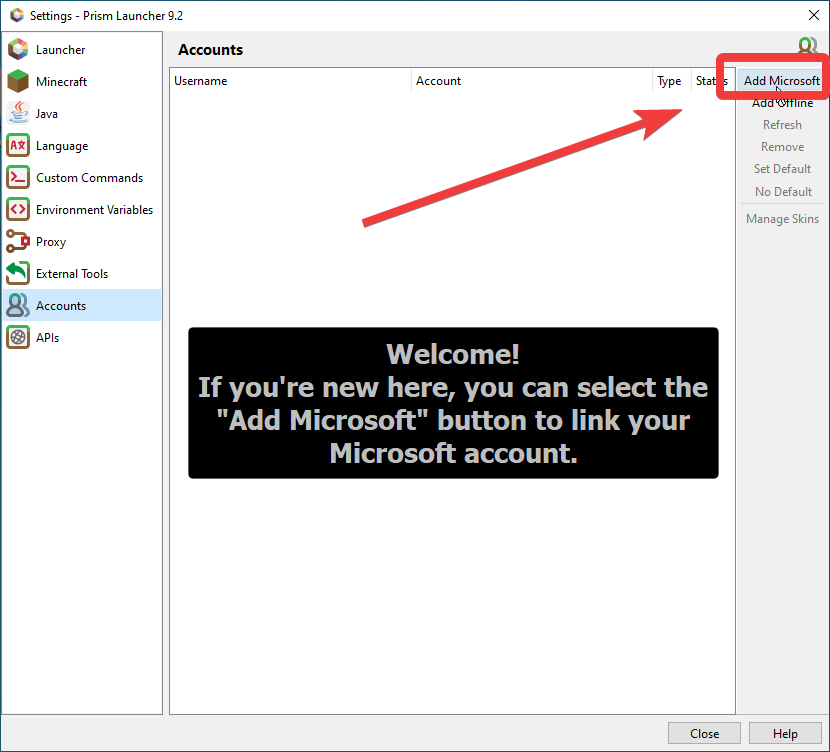 Settings - Prism Launcher 9.2
Launcher
Minecraft
Java
Language
Custom Commands
Environment Variables
Proxy
External Tools
Accounts
APIs
Accounts
Username Account Type Status
Add Microsoft
Add Offline
Refresh
Remove
Set Default
No Default
Manage Skins
Welcome!
If you're new here, you can select the
"Add Microsoft" button to link your
Microsoft account.
Close Help